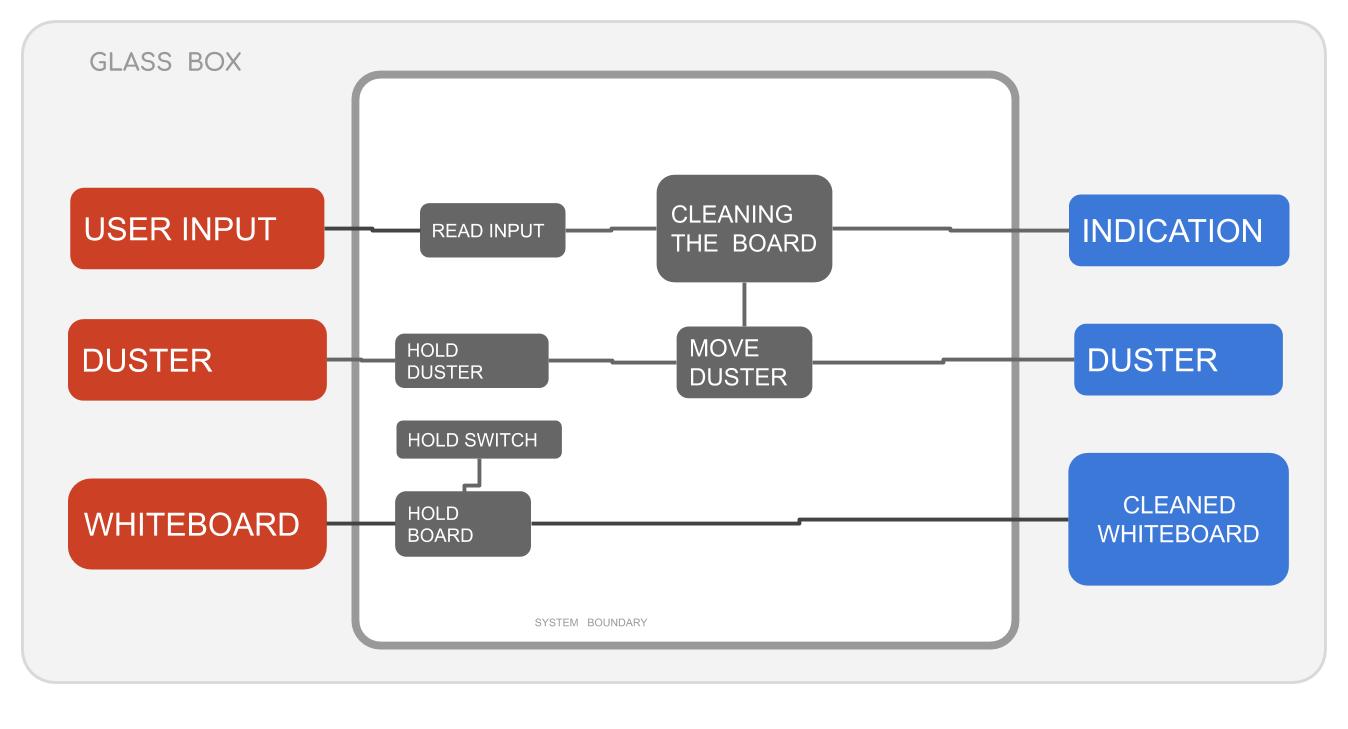 GLASS BOX
USER INPUT
READ INPUT
CLEANING
THE BOARD
INDICATION
DUSTER
HOLD
DUSTER
MOVE
DUSTER
DUSTER
HOLD SWITCH
WHITEBOARD
HOLD
BOARD
CLEANED
WHITEBOARD
SYSTEM BOUNDARY